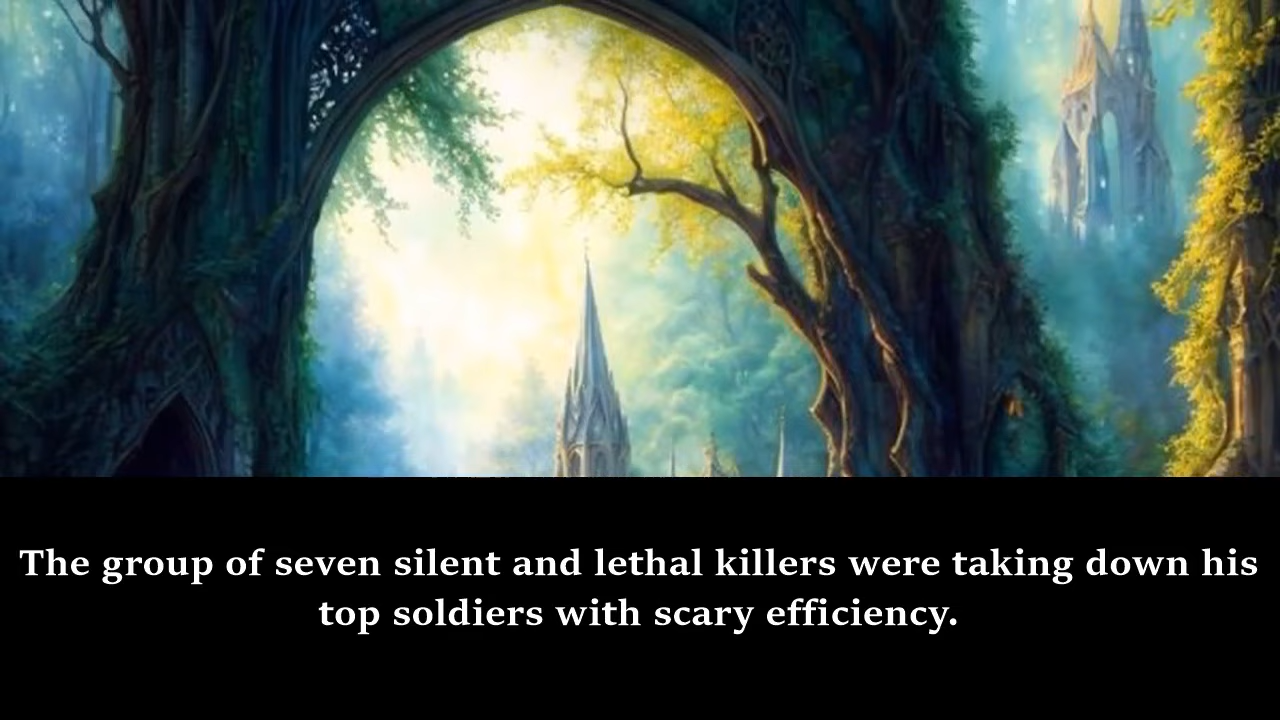 The group of seven silent and lethal killers were taking down his
top soldiers with scary efficiency.